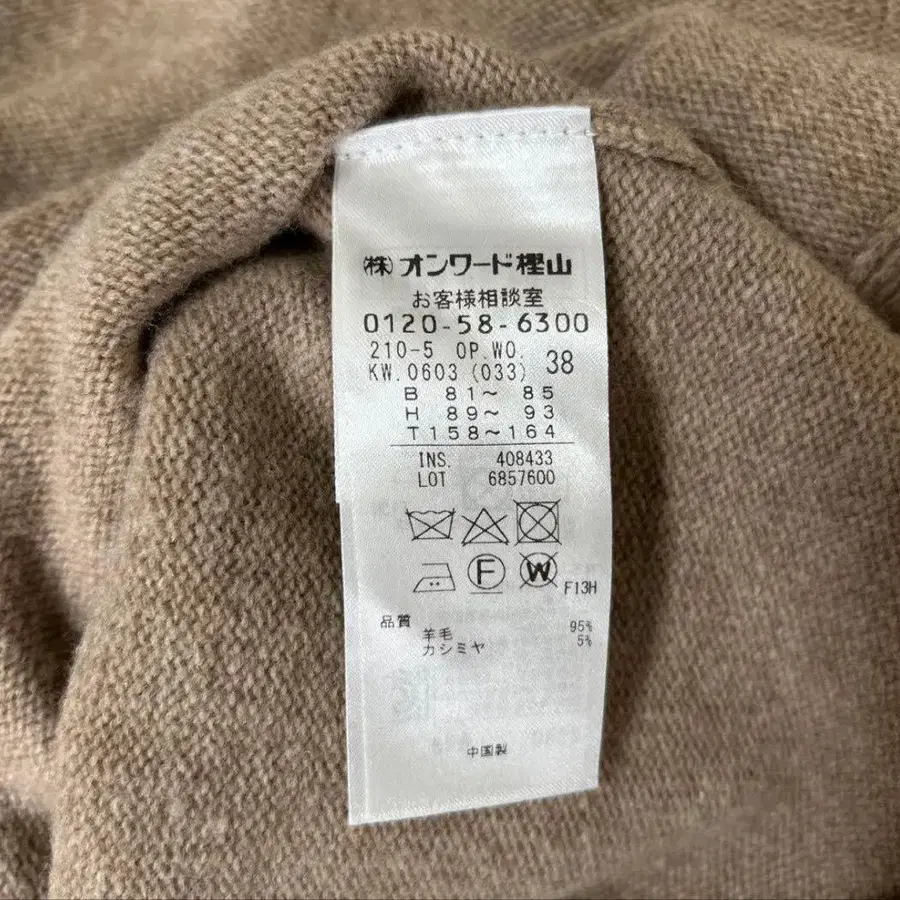 (株)オンワード樫山
お客様相談室
0120-58-6300
210-5 OP.WO. 38
KW.0603 (033)
B 81〜 85
H 89〜 93
T158〜164
INS. 408433
LOT 6857600
F W F13H
品質
羊毛 95%
カシミヤ 5%
中国製